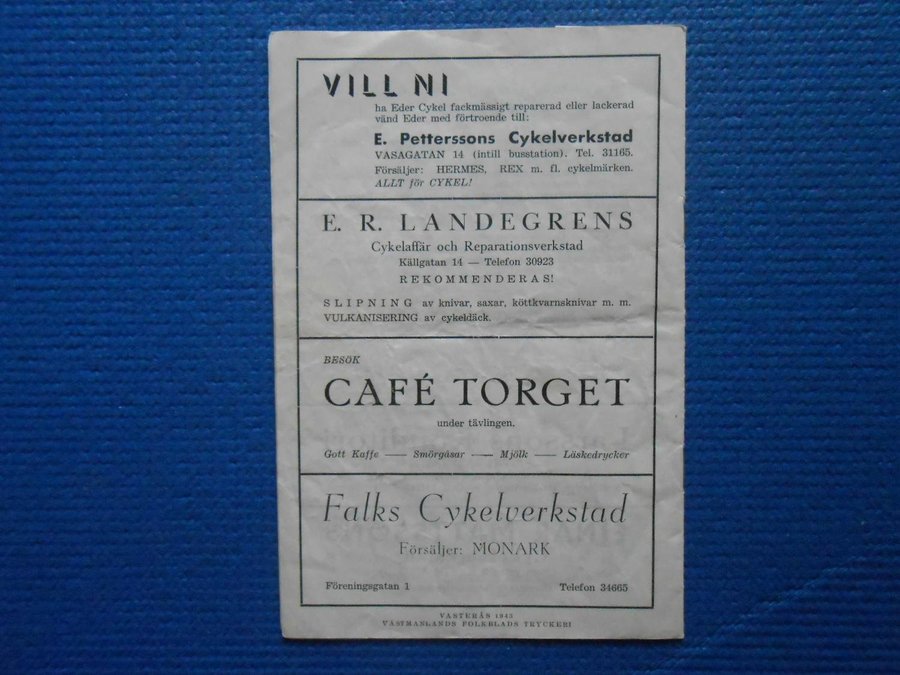 VILL NI
ha Eder Cykel fackmässigt reparerad eller lackerad
vänd Eder med förtroende till:
E. Petterssons Cykelverkstad
VASAGATAN 14 (intill busstation). Tel. 31165.
Försäljer: HERMES, REX m. fl. cykelmärken.
ALLT för CYKEL!
E. R. LANDEGRENS
Cykelaffär och Reparationsverkstad
Källgatan 14 — Telefon 30923
REKOMMENDERAS!
SLIPNING av knivar, saxar, köttkvarnsknivar m. m.
VULKANISERING av cykeldäck.
BESÖK
CAFÉ TORGET
under tävlingen.
Gott Kaffe — Smörgåsar — Mjölk — Läskedrycker
Falks Cykelverkstad
Försäljer: MONARK
Föreningsgatan 1 Telefon 34665
VÄSTERÅS 1943
VÄSTMANLANDS FOLKBLADS TRYCKERI